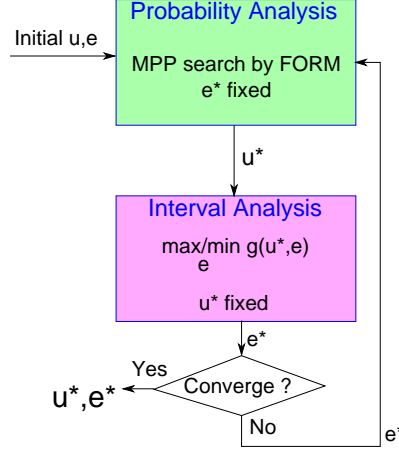 Probability Analysis
Initial u,e
MPP search by FORM
e* fixed
u*
Interval Analysis
max/min g(u*,e)
e
u* fixed
e*
Yes
Converge ?
u*,e*
No
e*